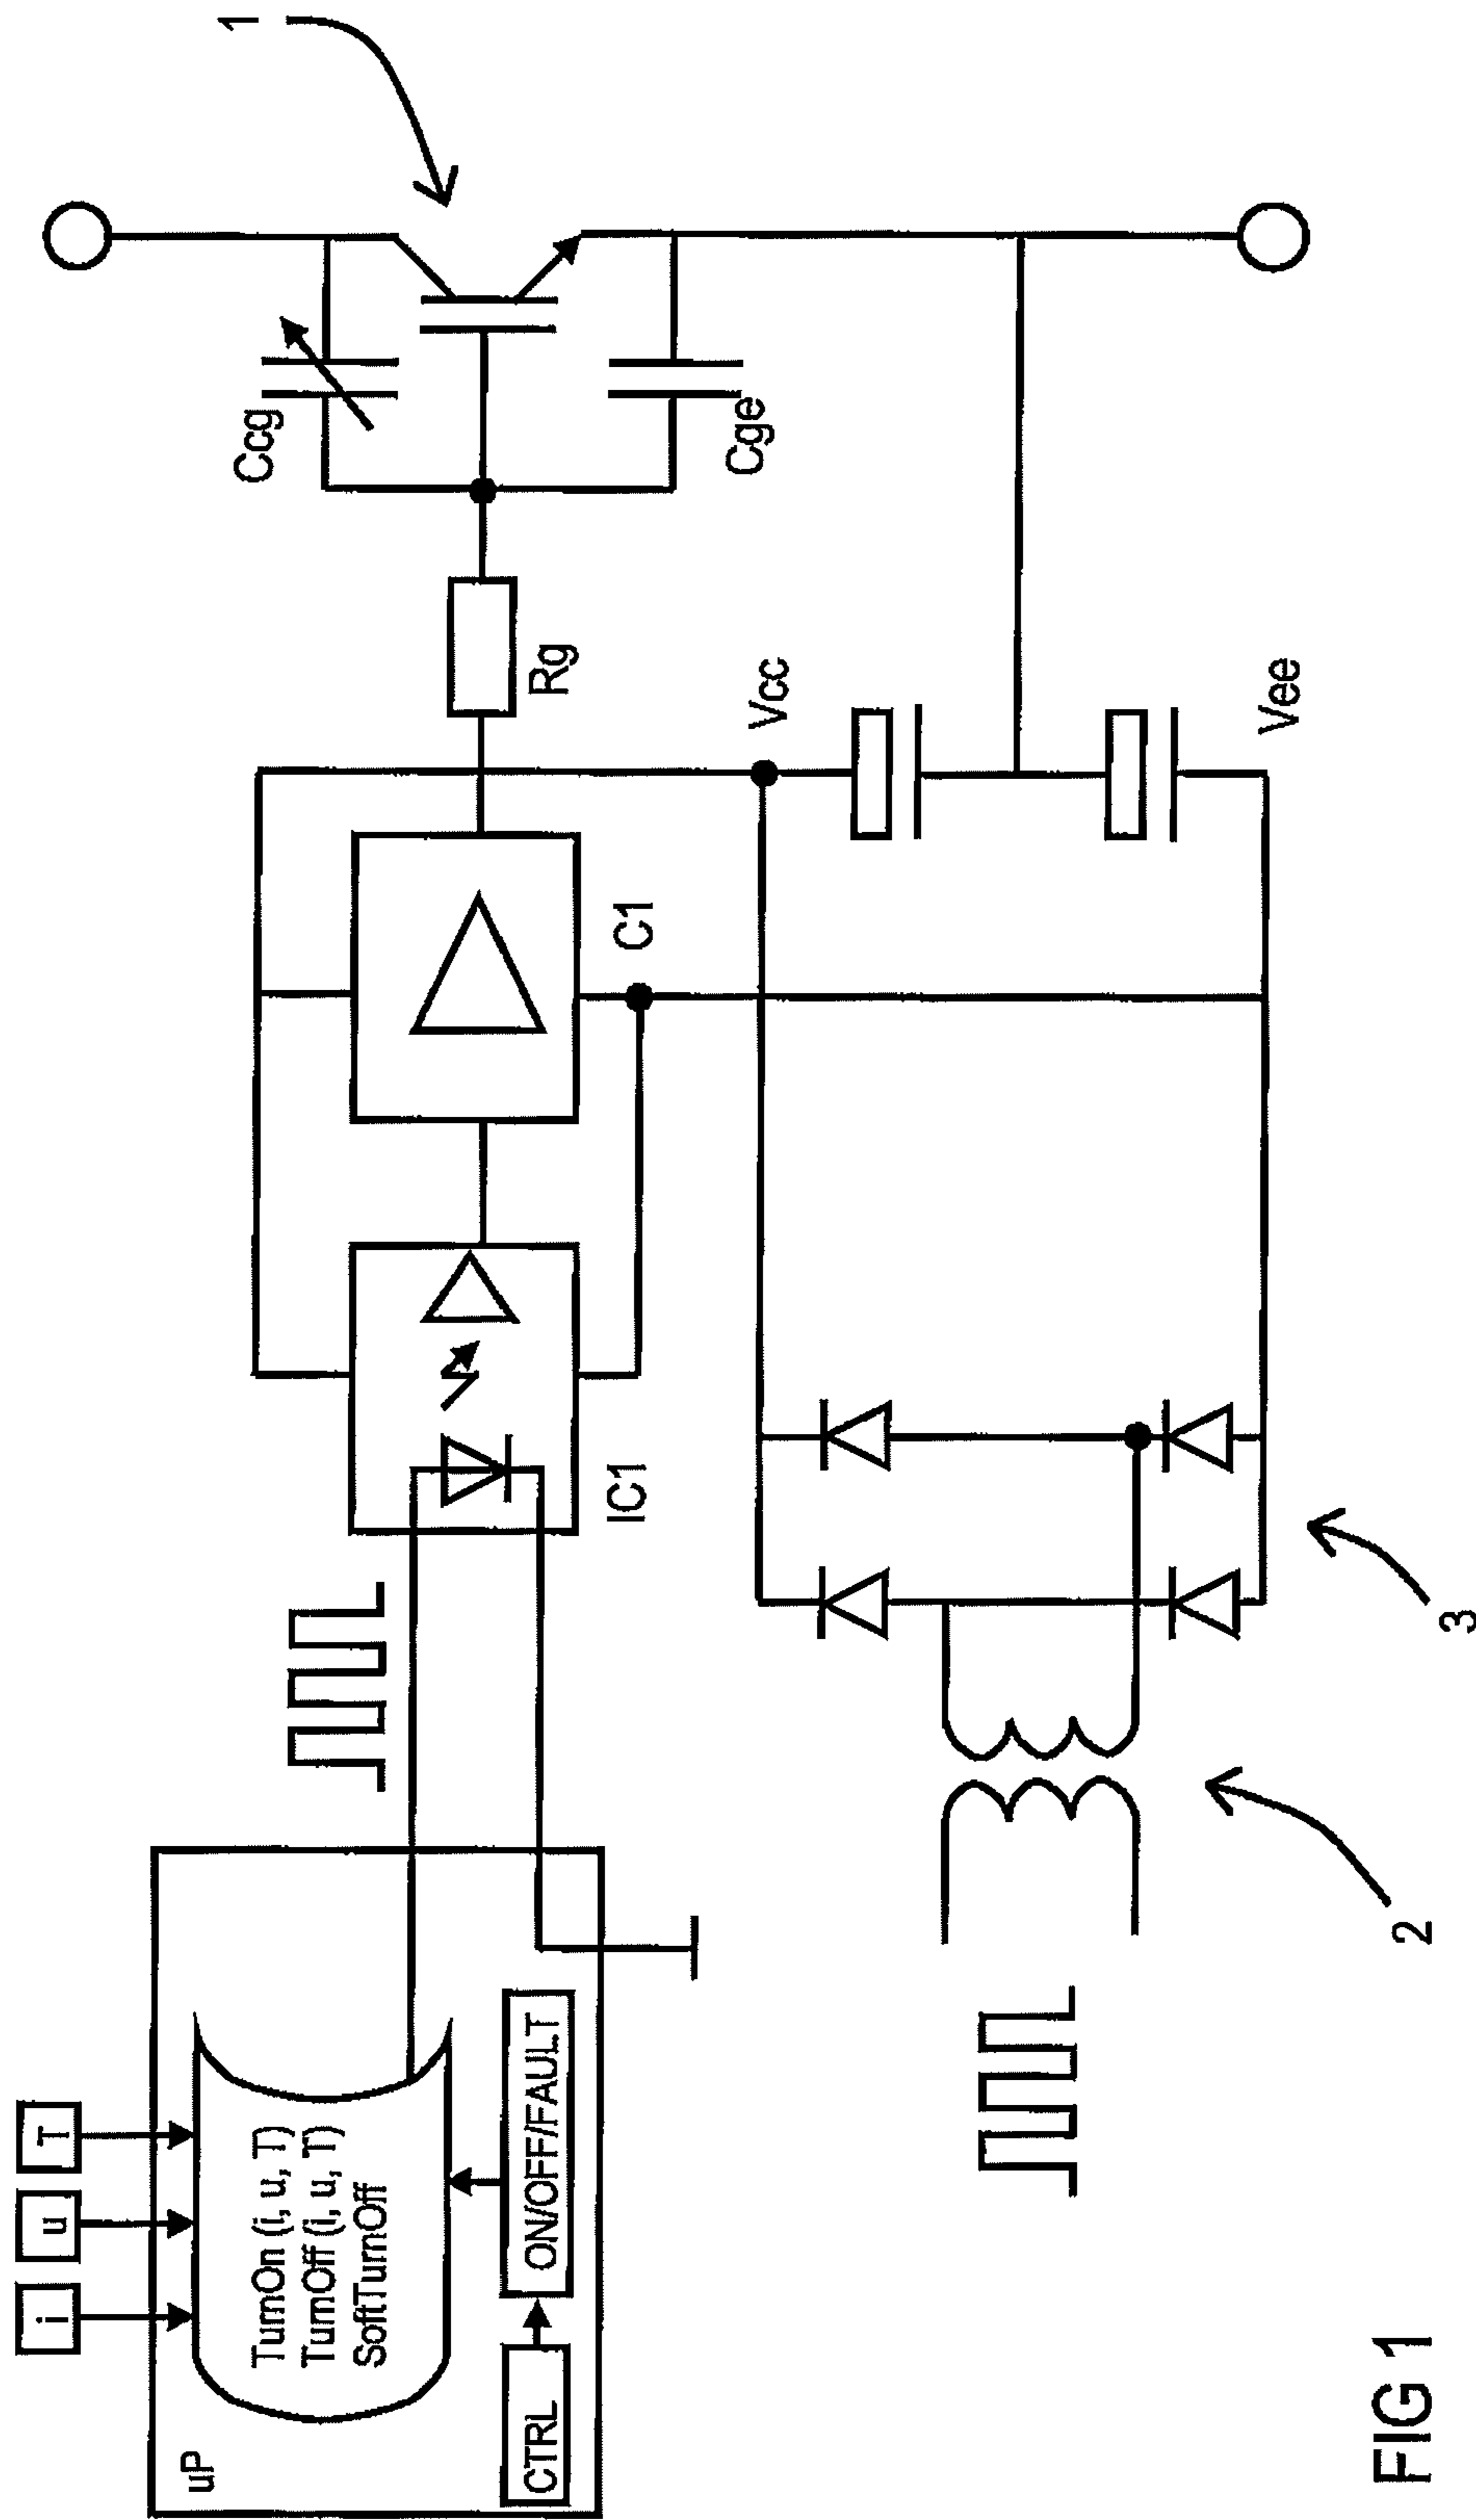 i
u
T
uP
TurnOn (i, u, T)
TurnOff (i, u, T)
SoftTurnOff
CTRL
ON/OFF/FAULT
IC1
C1
Rg
Ccg
Cge
1
Vcc
Vee
2
3
FIG 1